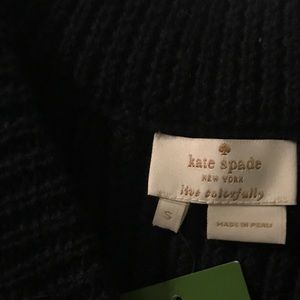 kate spade
NEW YORK
live colorfully
S
MADE IN PERU